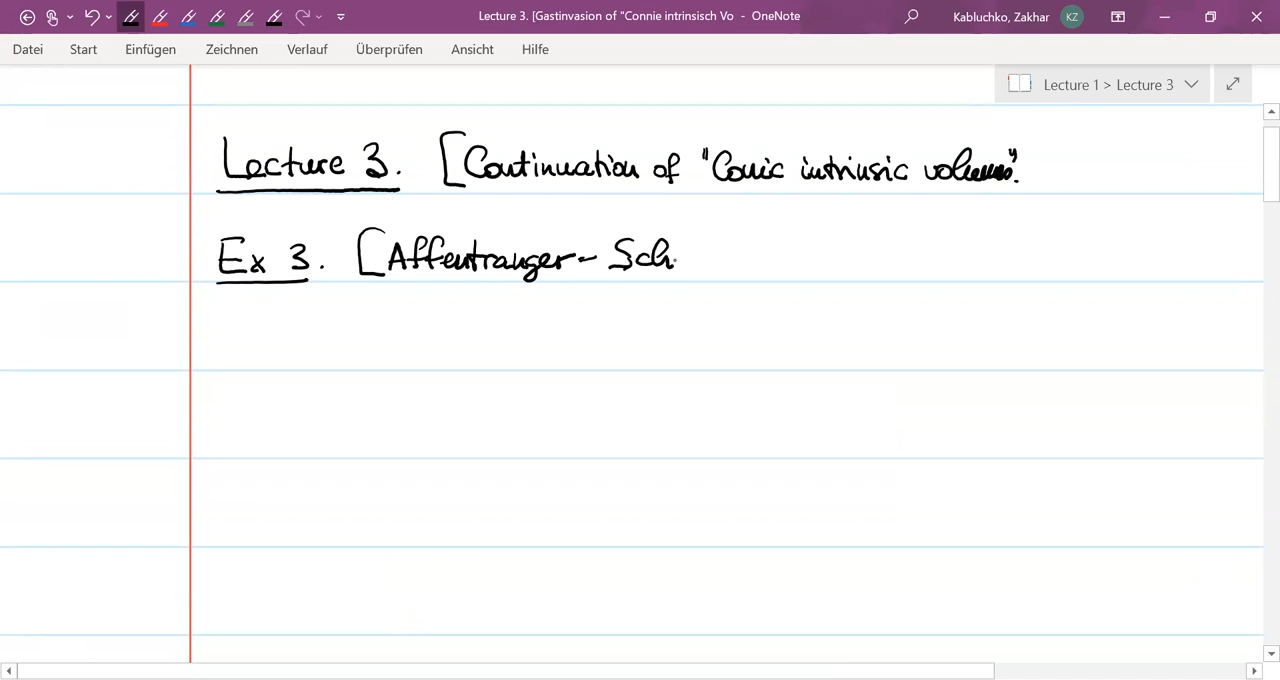 Lecture 3. [Gastinvasion of "Connie intrinsisch Vo - OneNote
Kabluchko, Zakhar KZ
Datei Start Einfügen Zeichnen Verlauf Überprüfen Ansicht Hilfe
Lecture 1 > Lecture 3
Lecture 3. [Continuation of "Conic intrinsic volumes".
Ex 3. [Affentranger - Sch